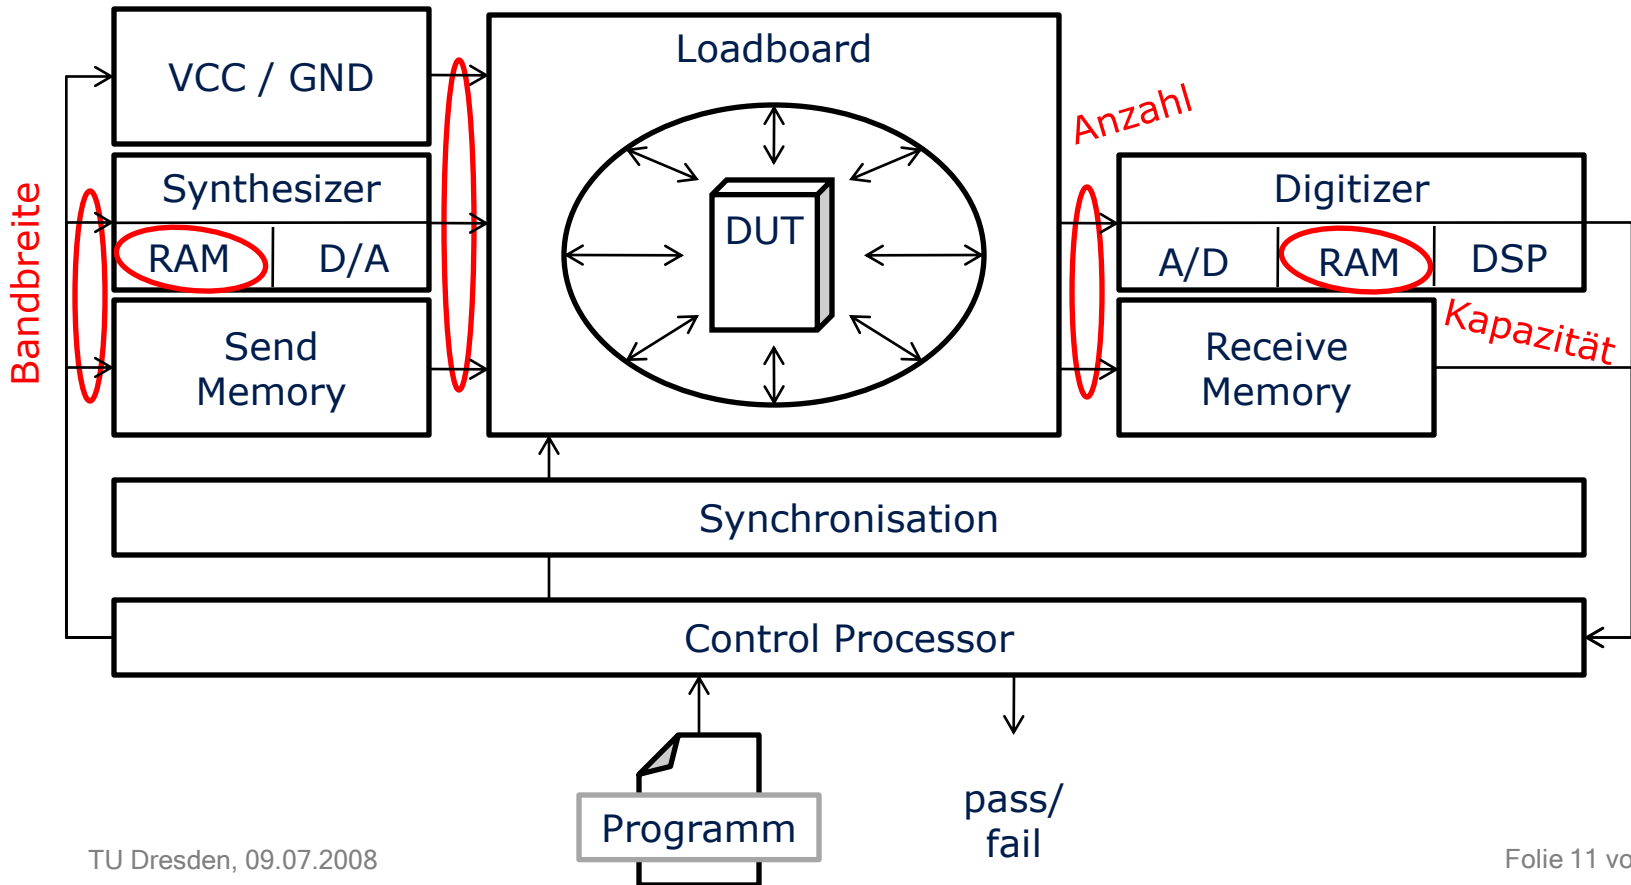 VCC / GND
Loadboard
Anzahl
Bandbreite
Synthesizer
RAM
D/A
DUT
Digitizer
A/D
RAM
DSP
Send
Memory
Receive
Memory
Kapazität
Synchronisation
Control Processor
Programm
pass/
fail
TU Dresden, 09.07.2008
Folie 11 vo